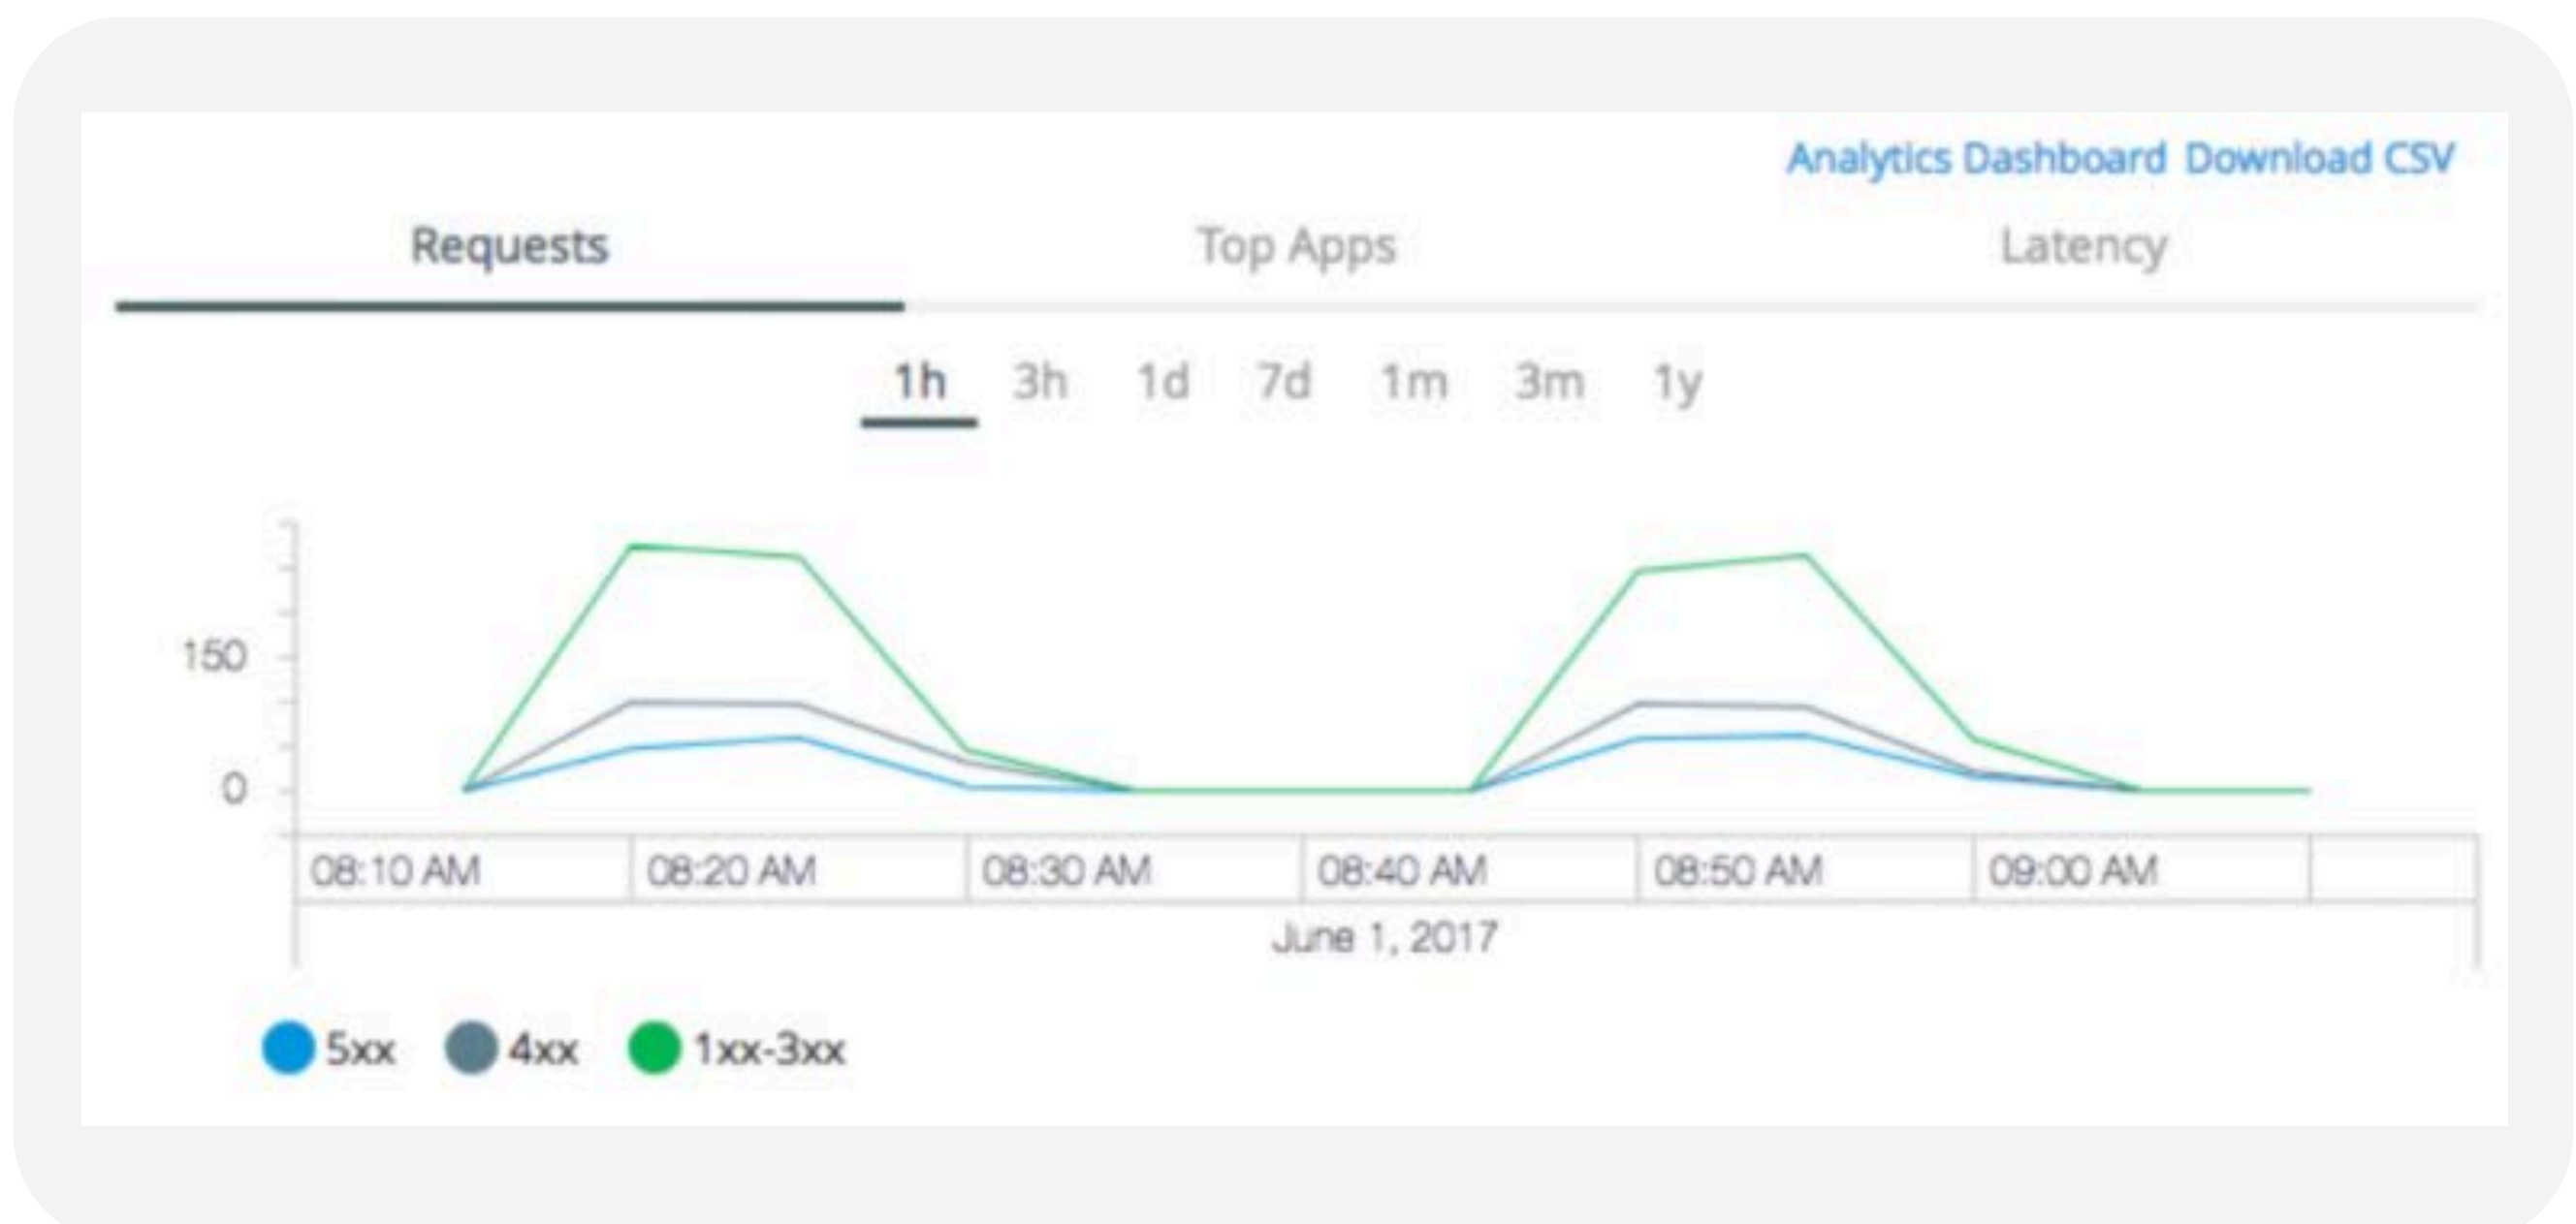 Analytics Dashboard Download CSV
Requests Top Apps Latency
1h 3h 1d 7d 1m 3m 1y
150
0
08:10 AM 08:20 AM 08:30 AM 08:40 AM 08:50 AM 09:00 AM
June 1, 2017
5xx 4xx 1xx-3xx